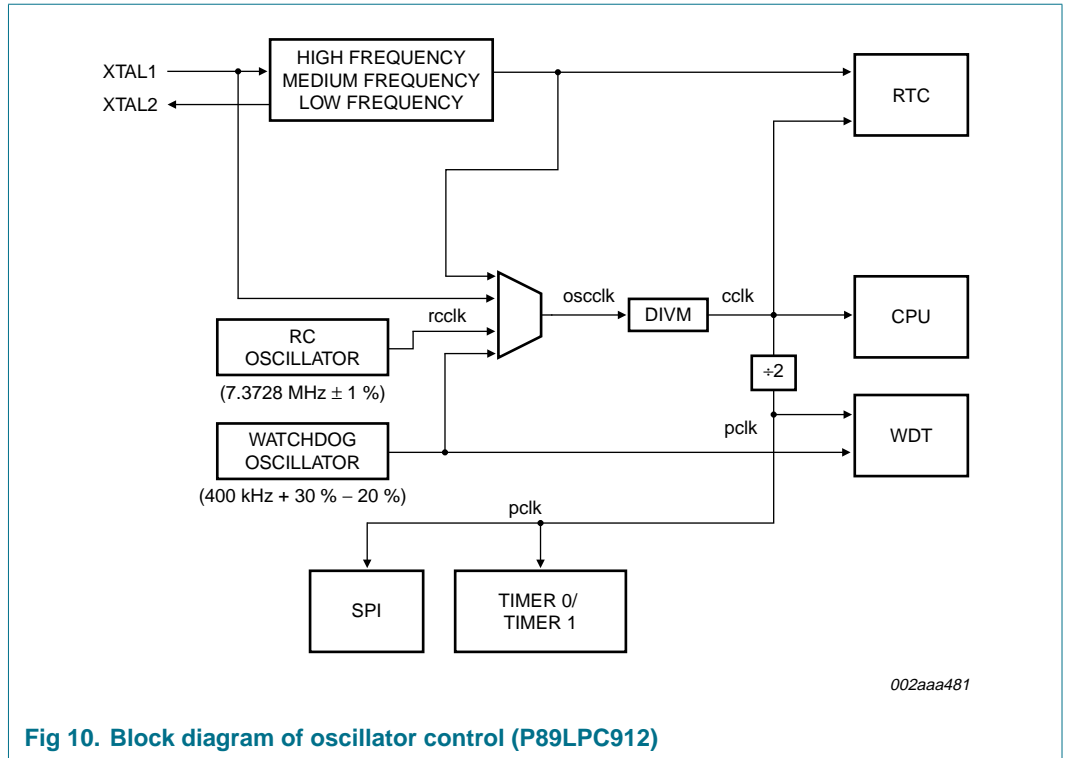 XTAL1
XTAL2
HIGH FREQUENCY
MEDIUM FREQUENCY
LOW FREQUENCY
RTC
oscclk
DIVM
cclk
CPU
rcclk
RC
OSCILLATOR
(7.3728 MHz ± 1 %)
÷2
pclk
WDT
WATCHDOG
OSCILLATOR
(400 kHz + 30 % − 20 %)
pclk
SPI
TIMER 0/
TIMER 1
002aaa481
Fig 10. Block diagram of oscillator control (P89LPC912)